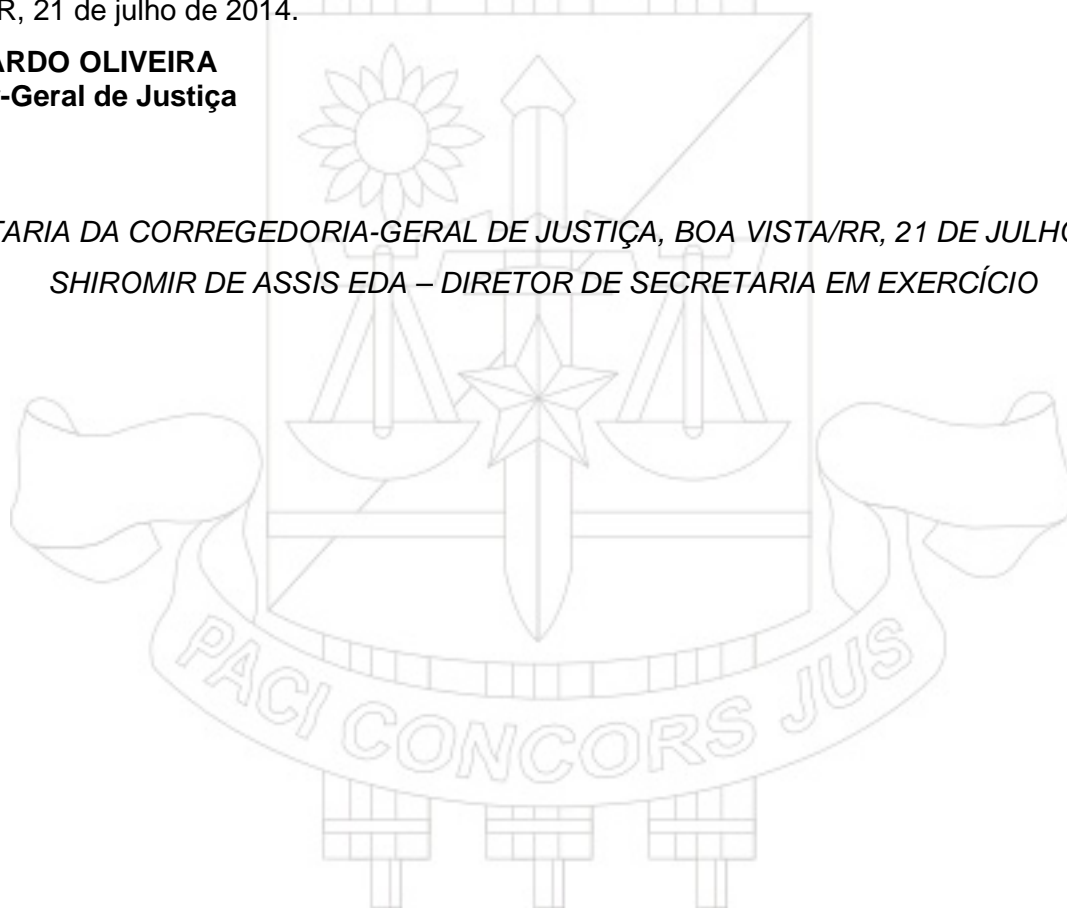 R, 21 de julho de 2014.
ARDO OLIVEIRA
-Geral de Justiça
TARIA DA CORREGEDORIA-GERAL DE JUSTIÇA, BOA VISTA/RR, 21 DE JULHO
SHIROMIR DE ASSIS EDA – DIRETOR DE SECRETARIA EM EXERCÍCIO
PACI CONCORS JUS